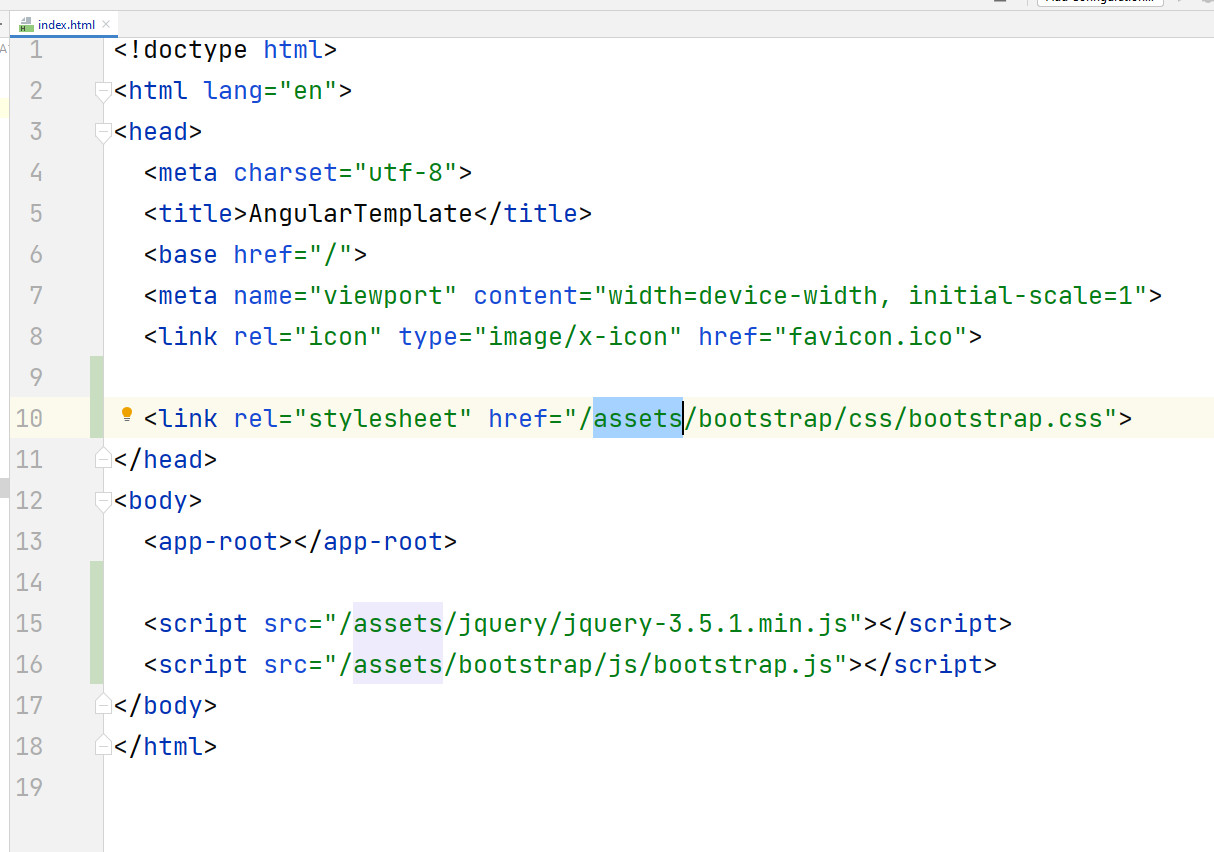 index.html
1 <!doctype html>
2 <html lang="en">
3 <head>
4   <meta charset="utf-8">
5   <title>AngularTemplate</title>
6   <base href="/">
7   <meta name="viewport" content="width=device-width, initial-scale=1">
8   <link rel="icon" type="image/x-icon" href="favicon.ico">
9
10   <link rel="stylesheet" href="/assets/bootstrap/css/bootstrap.css">
11 </head>
12 <body>
13   <app-root></app-root>
14
15   <script src="/assets/jquery/jquery-3.5.1.min.js"></script>
16   <script src="/assets/bootstrap/js/bootstrap.js"></script>
17 </body>
18 </html>
19